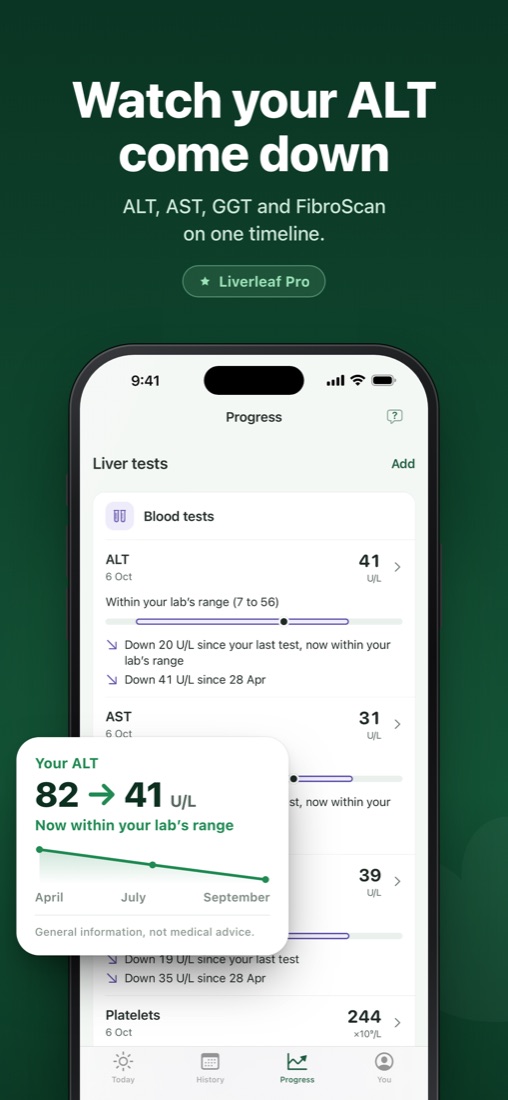 Watch your ALT
come down
ALT, AST, GGT and FibroScan
on one timeline.
Liverleaf Pro
9:41
Progress
Liver tests
Add
Blood tests
ALT
41
6 Oct
U/L
Within your lab's range (7 to 56)
Down 20 U/L since your last test, now within your
lab's range
Down 41 U/L since 28 Apr
AST
31
6 Oct
U/L
st, now within your
Your ALT
82 → 41 U/L
Now within your lab's range
April
July
September
General information, not medical advice.
39
U/L
Down 19 U/L since your last test
Down 35 U/L since 28 Apr
Platelets
244
6 Oct
×10⁹/L
Today
History
Progress
You